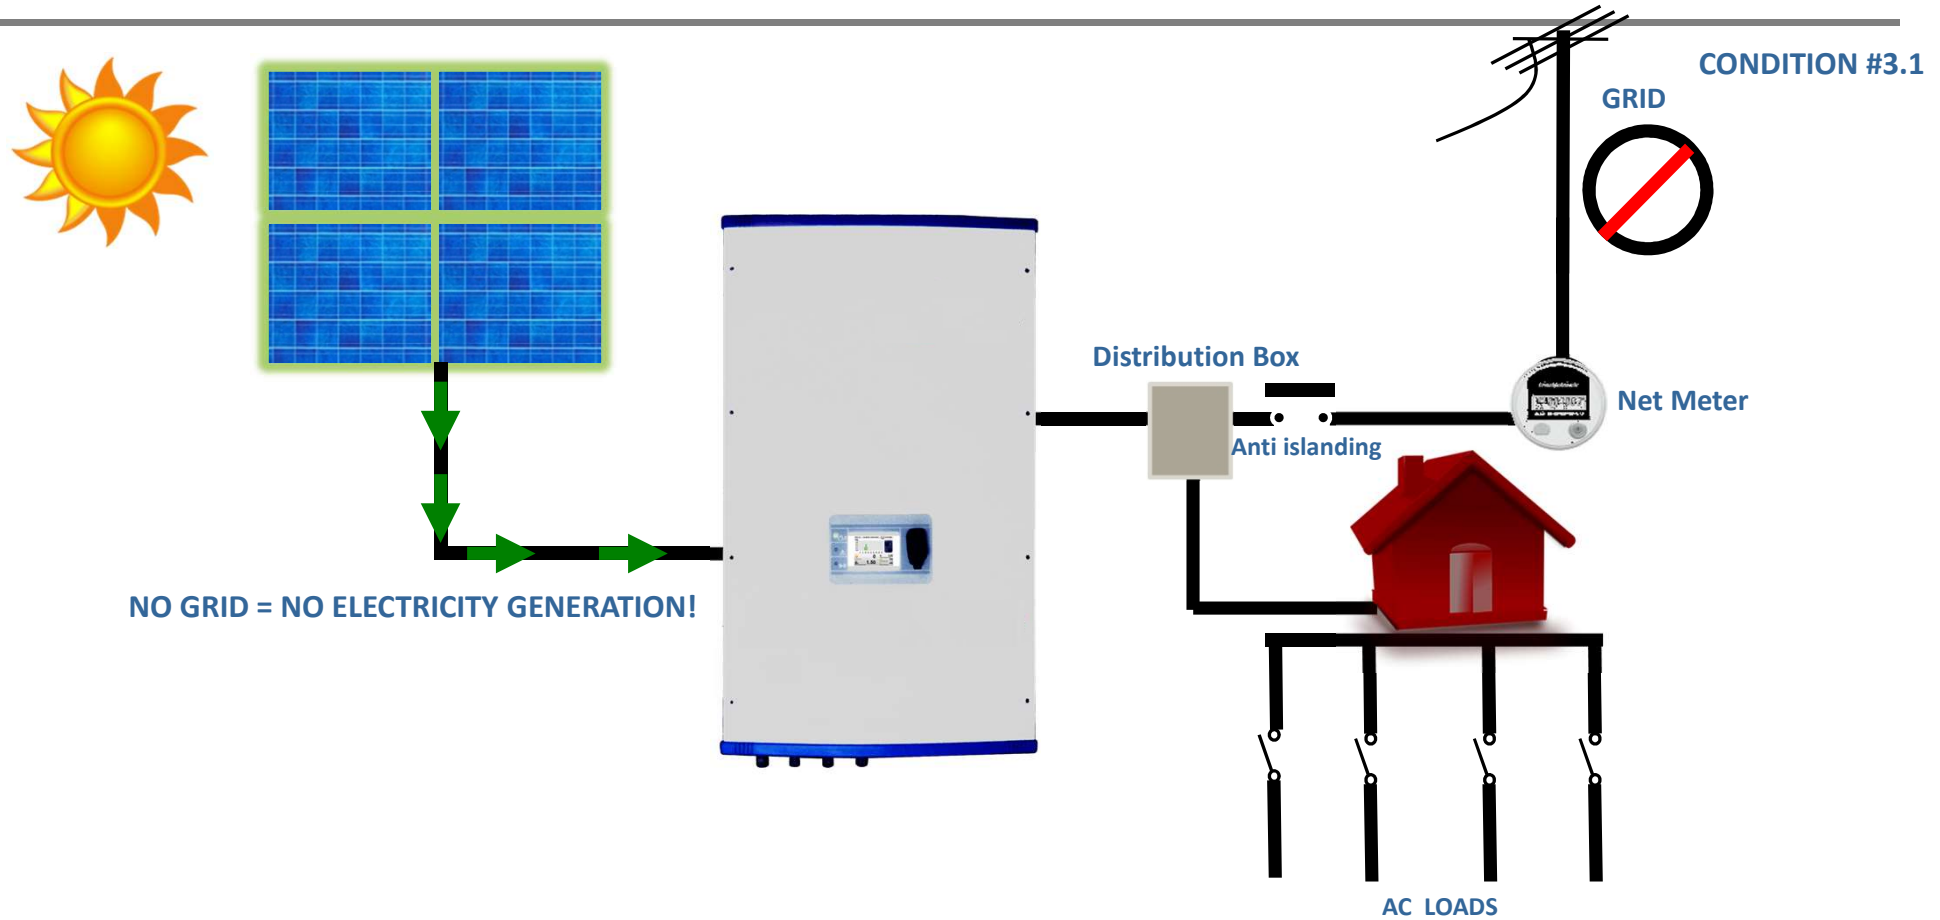 CONDITION #3.1
GRID
Distribution Box
Net Meter
Anti islanding
NO GRID = NO ELECTRICITY GENERATION!
AC LOADS